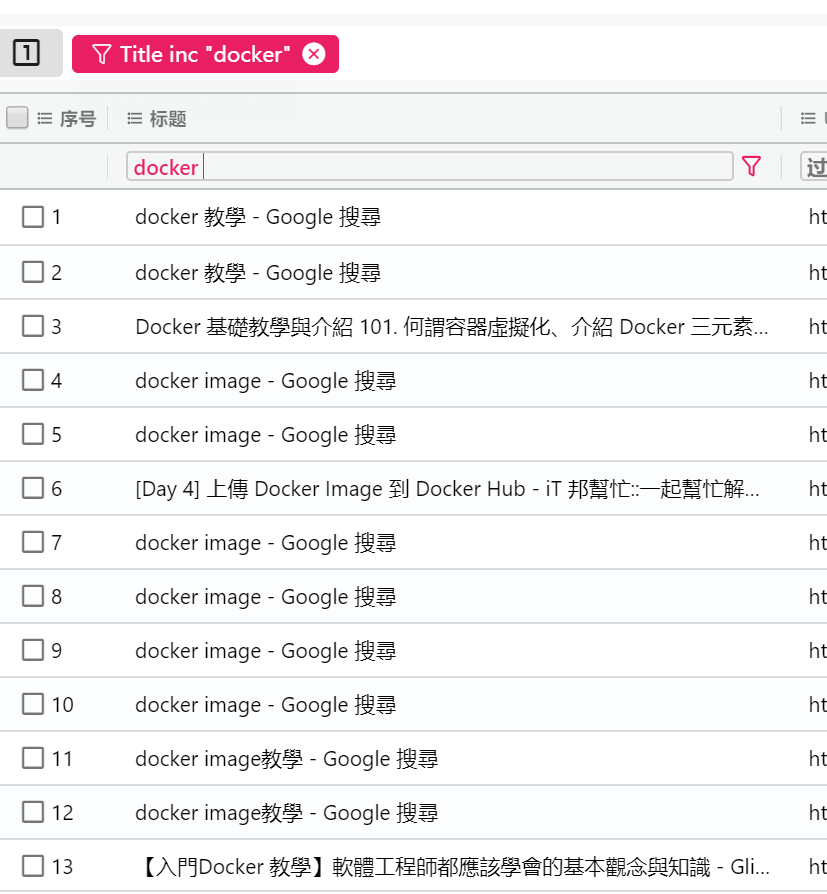 1 Title inc "docker"
序号 标题
docker 过
1 docker 教學 - Google 搜尋 ht
2 docker 教學 - Google 搜尋 ht
3 Docker 基礎教學與介紹 101. 何謂容器虛擬化、介紹 Docker 三元素... ht
4 docker image - Google 搜尋 ht
5 docker image - Google 搜尋 ht
6 [Day 4] 上傳 Docker Image 到 Docker Hub - iT 邦幫忙::一起幫忙解... ht
7 docker image - Google 搜尋 ht
8 docker image - Google 搜尋 ht
9 docker image - Google 搜尋 ht
10 docker image - Google 搜尋 ht
11 docker image教學 - Google 搜尋 ht
12 docker image教學 - Google 搜尋 ht
13 【入門Docker 教學】軟體工程師都應該學會的基本觀念與知識 - Gli... ht